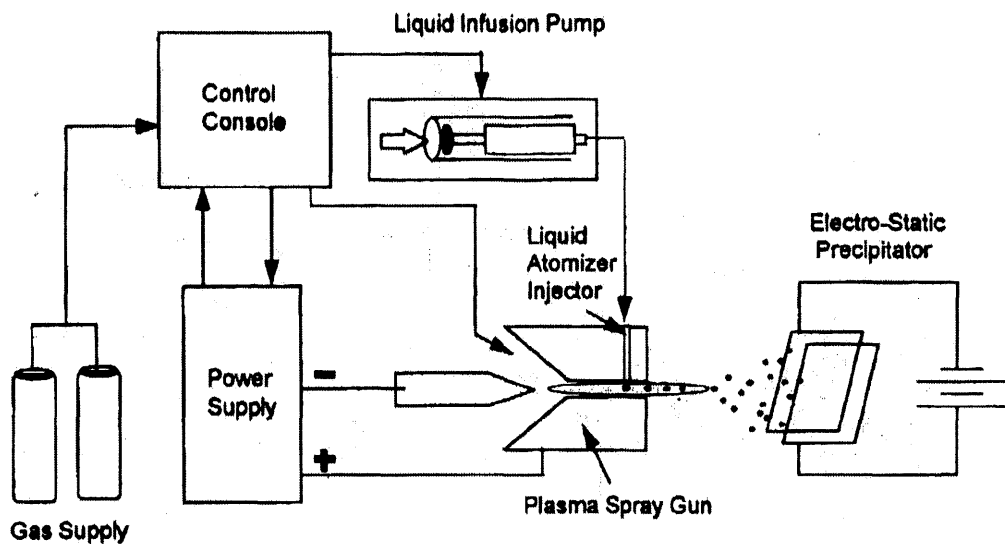 Liquid Infusion Pump
Control
Console
Electro-Static
Precipitator
Liquid
Atomizer
Injector
Power
Supply
-
+
Plasma Spray Gun
Gas Supply